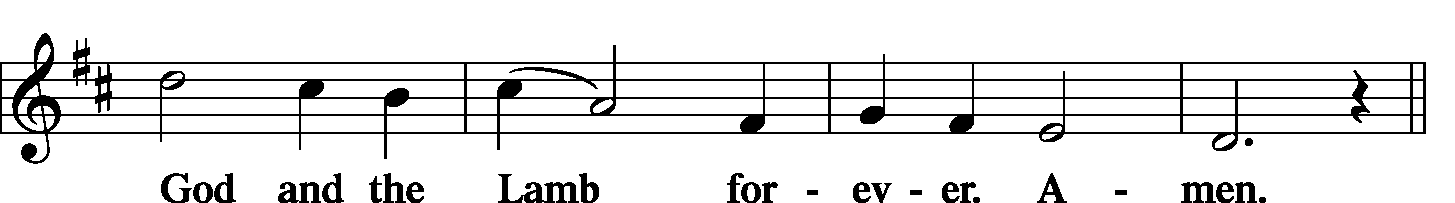 God and the Lamb for - ev - er. A - men.